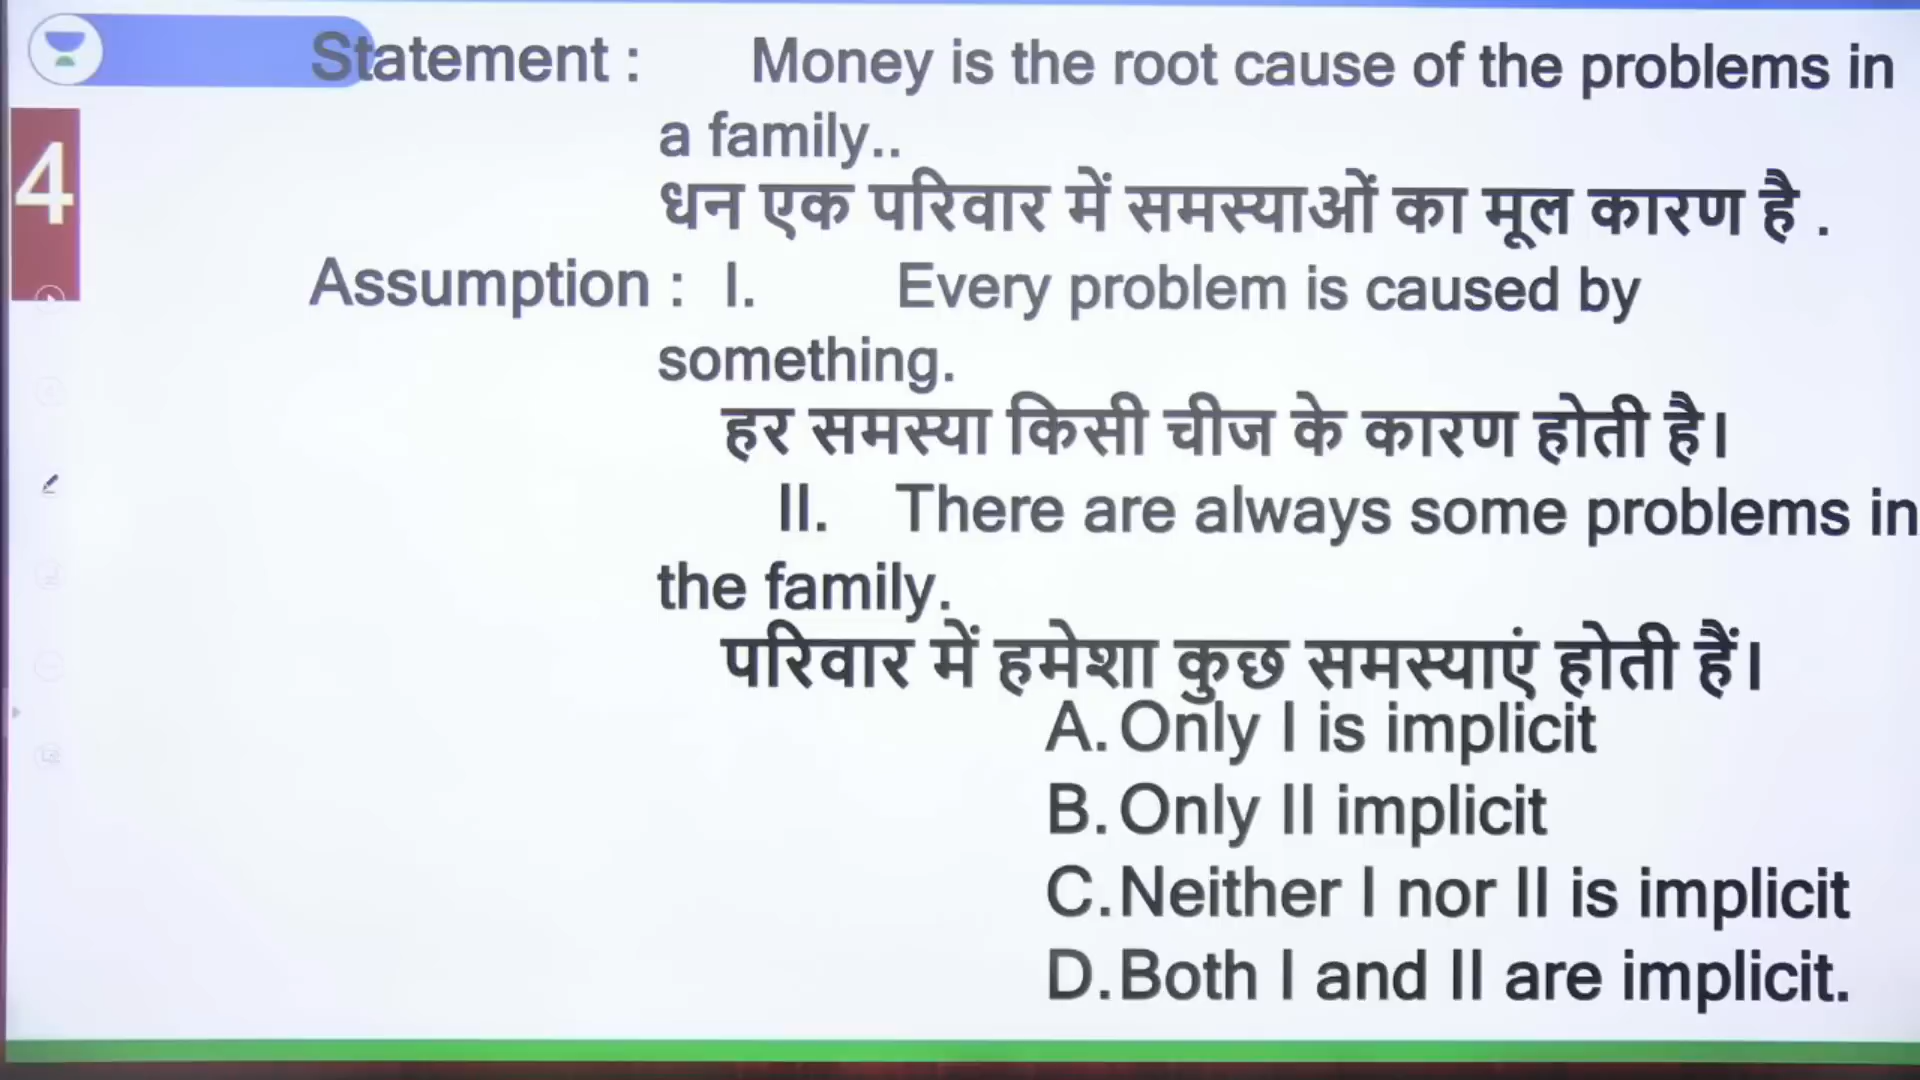 Statement : Money is the root cause of the problems in
a family..
धन एक परिवार में समस्याओं का मूल कारण है .
4
Assumption : I. Every problem is caused by
something.
हर समस्या किसी चीज के कारण होती है।
II. There are always some problems in
the family.
परिवार में हमेशा कुछ समस्याएं होती हैं।
A. Only I is implicit
B. Only II implicit
C. Neither I nor II is implicit
D. Both I and II are implicit.